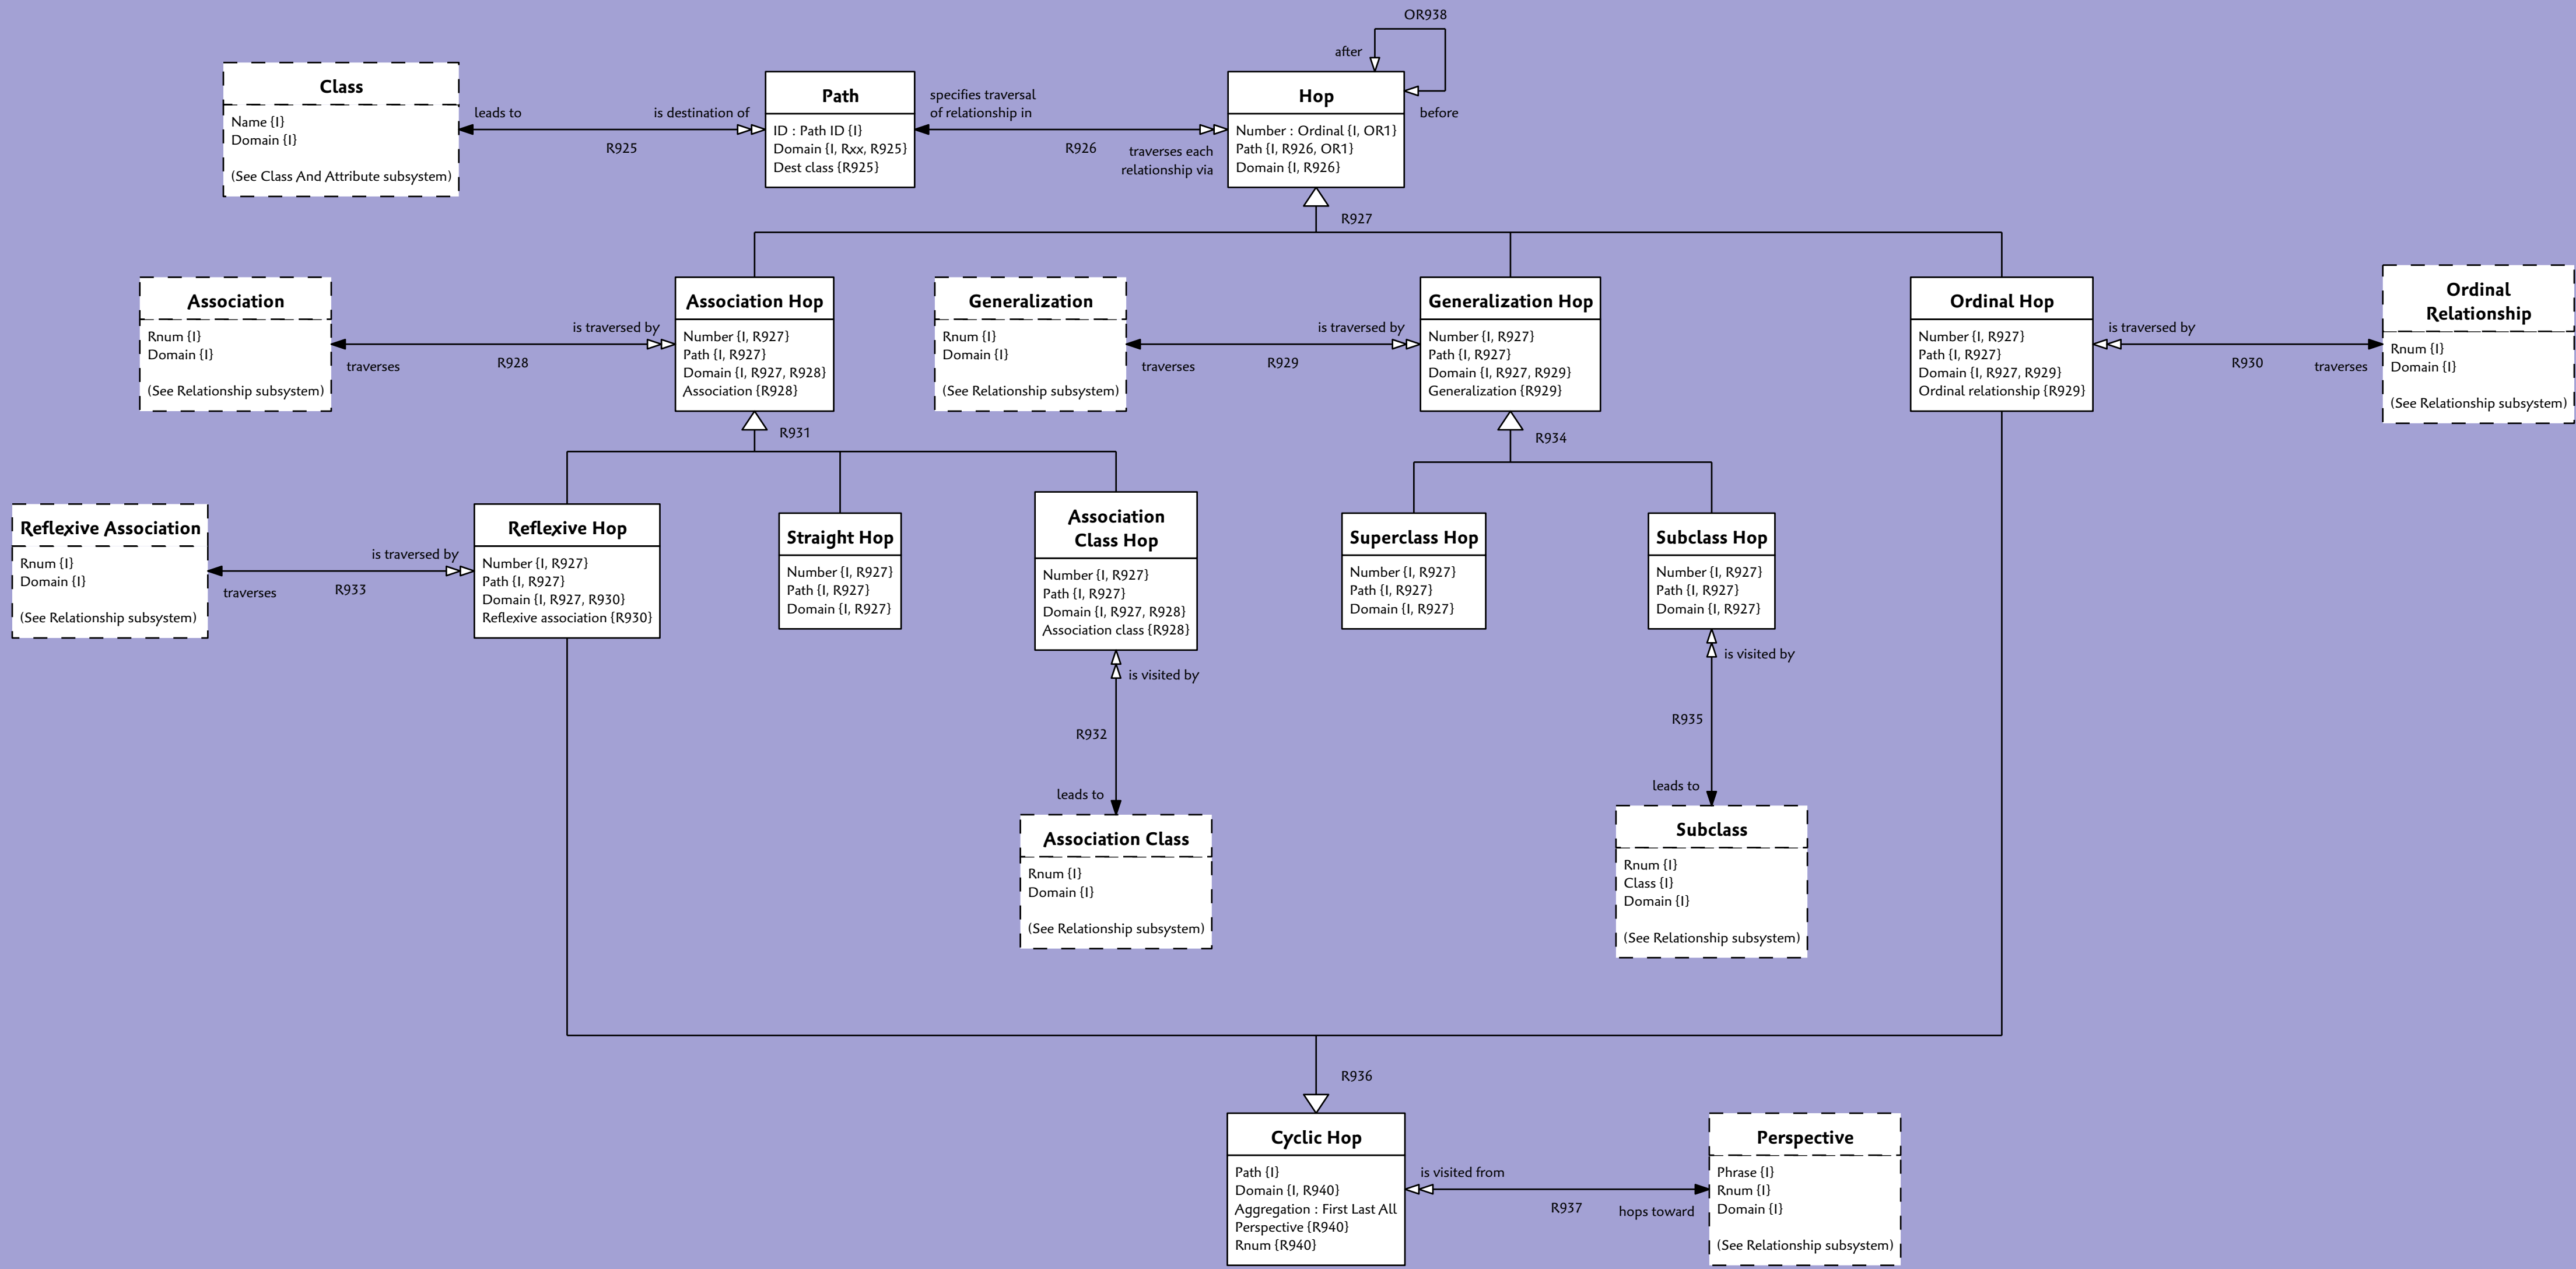 OR938
after
before
Class
Name {I}
Domain {I}
(See Class And Attribute subsystem)
leads to
is destination of
R925
Path
ID : Path ID {I}
Domain {I, Rxx, R925}
Dest class {R925}
specifies traversal
of relationship in
R926
traverses each
relationship via
Hop
Number : Ordinal {I, OR1}
Path {I, R926, OR1}
Domain {I, R926}
R927
Association
Rnum {I}
Domain {I}
(See Relationship subsystem)
is traversed by
traverses
R928
Association Hop
Number {I, R927}
Path {I, R927}
Domain {I, R927, R928}
Association {R928}
Generalization
Rnum {I}
Domain {I}
(See Relationship subsystem)
is traversed by
traverses
R929
Generalization Hop
Number {I, R927}
Path {I, R927}
Domain {I, R927, R929}
Generalization {R929}
Ordinal Hop
Number {I, R927}
Path {I, R927}
Domain {I, R927, R929}
Ordinal relationship {R929}
is traversed by
R930
traverses
Ordinal
Relationship
Rnum {I}
Domain {I}
(See Relationship subsystem)
R931
R934
Reflexive Association
Rnum {I}
Domain {I}
(See Relationship subsystem)
is traversed by
traverses
R933
Reflexive Hop
Number {I, R927}
Path {I, R927}
Domain {I, R927, R930}
Reflexive association {R930}
Straight Hop
Number {I, R927}
Path {I, R927}
Domain {I, R927}
Association
Class Hop
Number {I, R927}
Path {I, R927}
Domain {I, R927, R928}
Association class {R928}
Superclass Hop
Number {I, R927}
Path {I, R927}
Domain {I, R927}
Subclass Hop
Number {I, R927}
Path {I, R927}
Domain {I, R927}
is visited by
R932
leads to
Association Class
Rnum {I}
Domain {I}
(See Relationship subsystem)
is visited by
R935
leads to
Subclass
Rnum {I}
Class {I}
Domain {I}
(See Relationship subsystem)
R936
Cyclic Hop
Path {I}
Domain {I, R940}
Aggregation : First Last All
Perspective {R940}
Rnum {R940}
is visited from
R937
hops toward
Perspective
Phrase {I}
Rnum {I}
Domain {I}
(See Relationship subsystem)